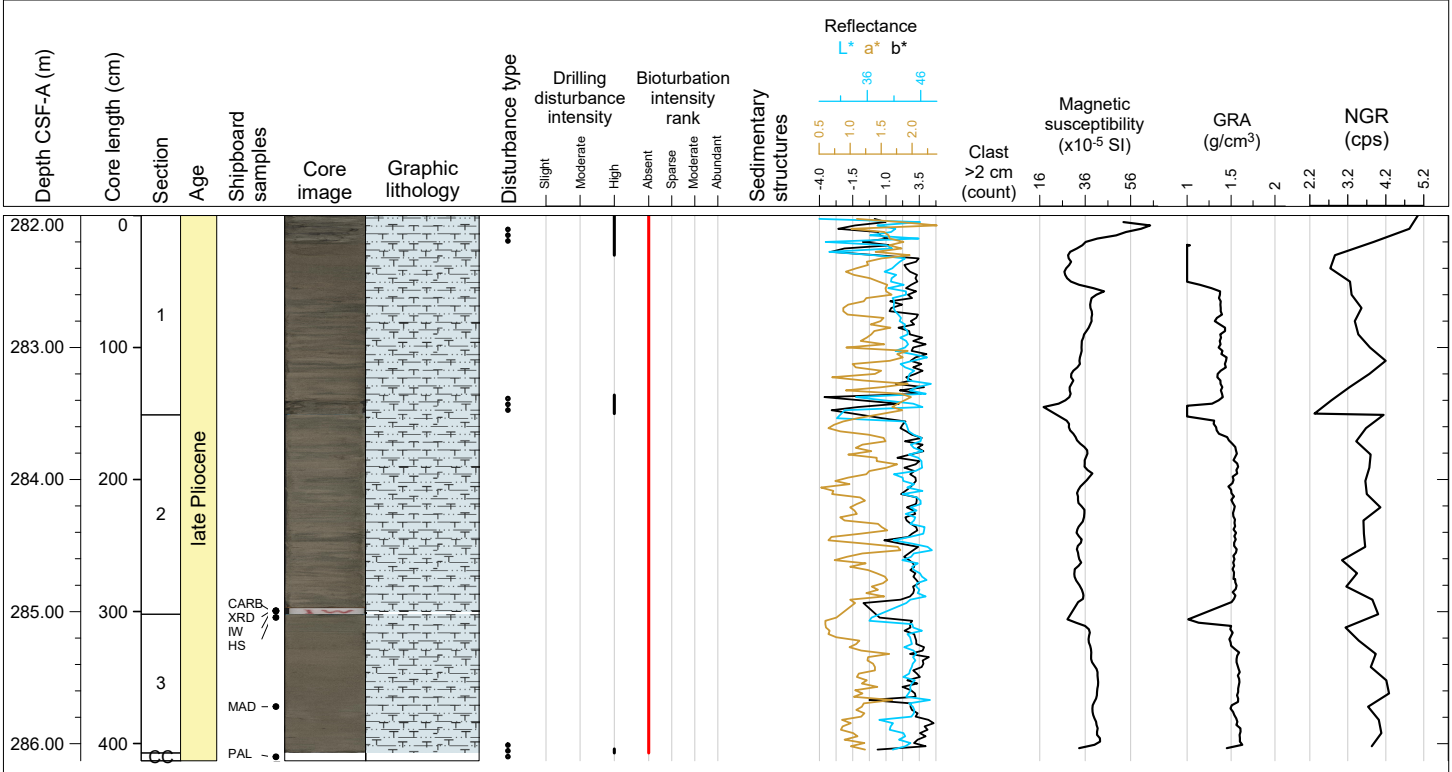 Depth CSF-A (m)
Core length (cm)
Section
Age
Shipboard
samples
Core
image
Graphic
lithology
Disturbance type
Drilling
disturbance
intensity
Slight
Moderate
High
Bioturbation
intensity
rank
Absent
Sparse
Moderate
Abundant
Sedimentary
structures
Reflectance
L* a* b*
36 46
0.5 1.0 1.5 2.0
-4.0 -1.5 1.0 3.5
Clast
>2 cm
(count)
Magnetic
susceptibility
(x10-5 SI)
16 36 56
GRA
(g/cm3)
1 1.5 2
NGR
(cps)
2.2 3.2 4.2 5.2
282.00
283.00
284.00
285.00
286.00
0
100
200
300
400
1
2
3
CC
late Pliocene
CARB
XRD
IW
HS
MAD
PAL